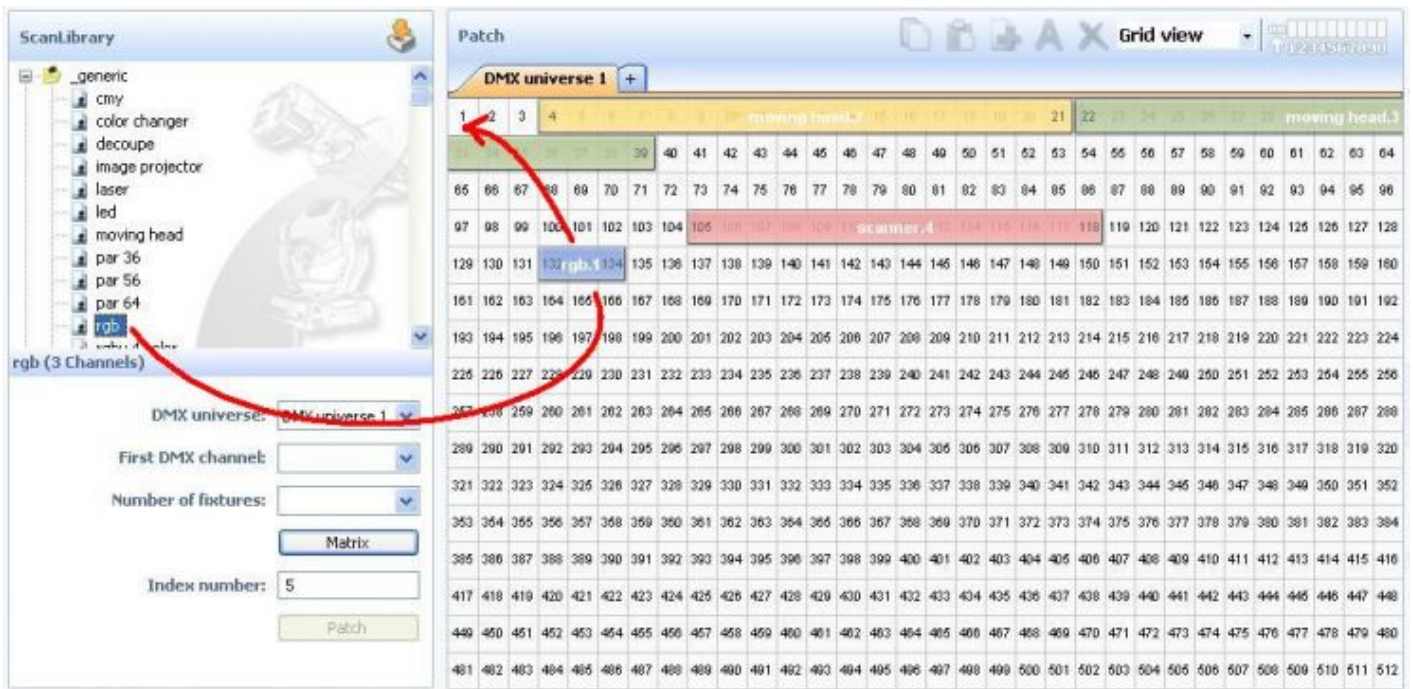 ScanLibrary
_generic
cmy
color changer
decoupe
image projector
laser
led
moving head
par 36
par 56
par 64
rgb
rgb (3 Channels)
DMX universe: DMX universe 1
First DMX channel:
Number of fixtures:
Matrix
Index number: 5
Patch
Patch
Grid view
DMX universe 1 +
1 2 3 4 moving head.2 21 22 moving head.3
39 40 41 42 43 44 45 46 47 48 49 50 51 52 53 54 55 56 57 58 59 60 61 62 63 64
65 66 67 68 69 70 71 72 73 74 75 76 77 78 79 80 81 82 83 84 85 86 87 88 89 90 91 92 93 94 95 96
97 98 99 100 101 102 103 104 105 scanner.4 118 119 120 121 122 123 124 125 126 127 128
129 130 131 132 rgb.1 134 135 136 137 138 139 140 141 142 143 144 145 146 147 148 149 150 151 152 153 154 155 156 157 158 159 160
161 162 163 164 165 166 167 168 169 170 171 172 173 174 175 176 177 178 179 180 181 182 183 184 185 186 187 188 189 190 191 192
193 194 195 196 197 198 199 200 201 202 203 204 205 206 207 208 209 210 211 212 213 214 215 216 217 218 219 220 221 222 223 224
225 226 227 228 229 230 231 232 233 234 235 236 237 238 239 240 241 242 243 244 245 246 247 248 249 250 251 252 253 254 255 256
257 258 259 260 261 262 263 264 265 266 267 268 269 270 271 272 273 274 275 276 277 278 279 280 281 282 283 284 285 286 287 288
289 290 291 292 293 294 295 296 297 298 299 300 301 302 303 304 305 306 307 308 309 310 311 312 313 314 315 316 317 318 319 320
321 322 323 324 325 326 327 328 329 330 331 332 333 334 335 336 337 338 339 340 341 342 343 344 345 346 347 348 349 350 351 352
353 354 355 356 357 358 359 360 361 362 363 364 365 366 367 368 369 370 371 372 373 374 375 376 377 378 379 380 381 382 383 384
385 386 387 388 389 390 391 392 393 394 395 396 397 398 399 400 401 402 403 404 405 406 407 408 409 410 411 412 413 414 415 416
417 418 419 420 421 422 423 424 425 426 427 428 429 430 431 432 433 434 435 436 437 438 439 440 441 442 443 444 445 446 447 448
449 450 451 452 453 454 455 456 457 458 459 460 461 462 463 464 465 466 467 468 469 470 471 472 473 474 475 476 477 478 479 480
481 482 483 484 485 486 487 488 489 490 491 492 493 494 495 496 497 498 499 500 501 502 503 504 505 506 507 508 509 510 511 512